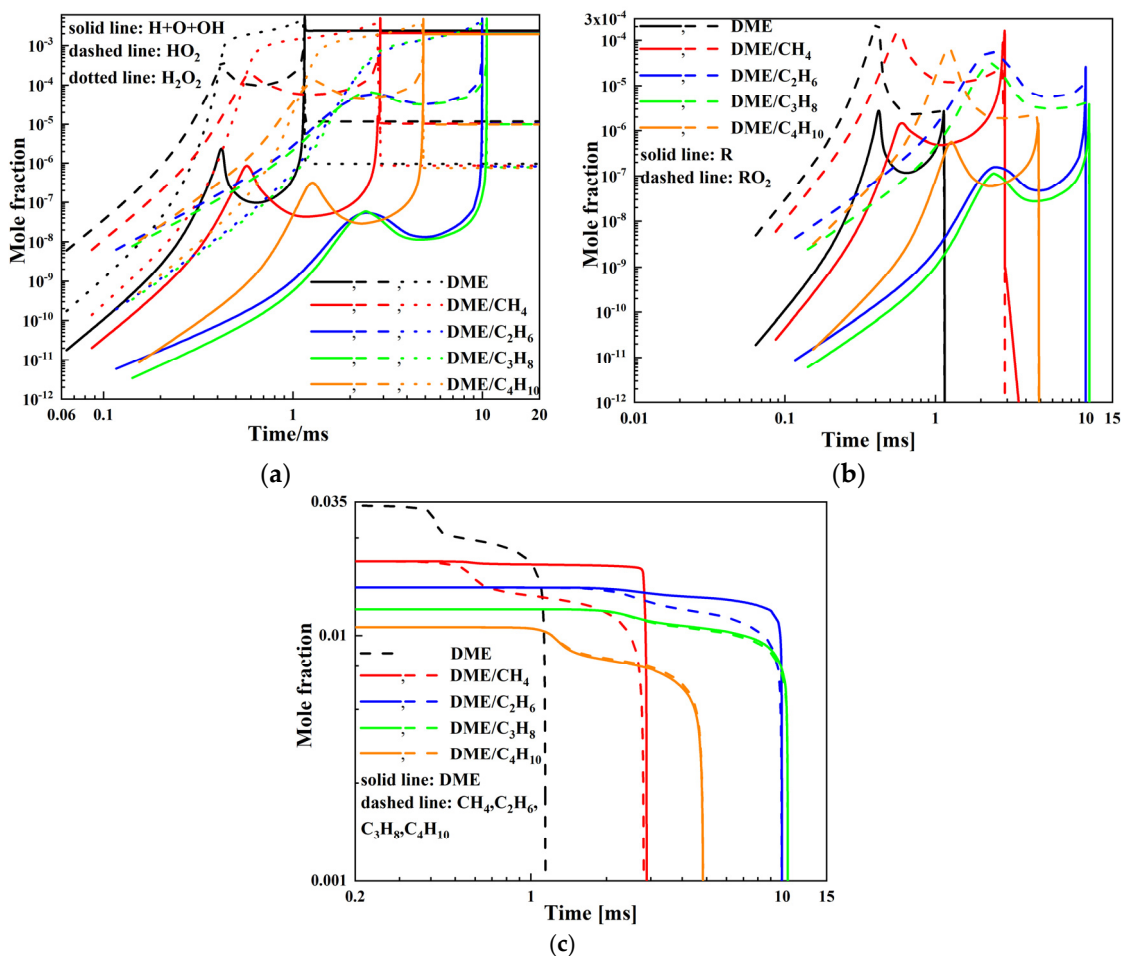 solid line: H+O+OH
dashed line: HO₂
dotted line: H₂O₂
10⁻³
10⁻⁴
10⁻⁵
10⁻⁶
10⁻⁷
10⁻⁸
10⁻⁹
10⁻¹⁰
10⁻¹¹
10⁻¹²
Mole fraction
, , DME
, , DME/CH₄
, , DME/C₂H₆
, , DME/C₃H₈
, , DME/C₄H₁₀
0.06 0.1 1 10 20
Time/ms
(a)
3x10⁻⁴
10⁻⁴
10⁻⁵
10⁻⁶
10⁻⁷
10⁻⁸
10⁻⁹
10⁻¹⁰
10⁻¹¹
10⁻¹²
Mole fraction
, DME
, DME/CH₄
, DME/C₂H₆
, DME/C₃H₈
, DME/C₄H₁₀
solid line: R
dashed line: RO₂
0.01 0.1 1 10 15
Time [ms]
(b)
0.035
0.01
0.001
Mole fraction
DME
, DME/CH₄
, DME/C₂H₆
, DME/C₃H₈
, DME/C₄H₁₀
solid line: DME
dashed line: CH₄,C₂H₆,
C₃H₈,C₄H₁₀
0.2 1 10 15
Time [ms]
(c)